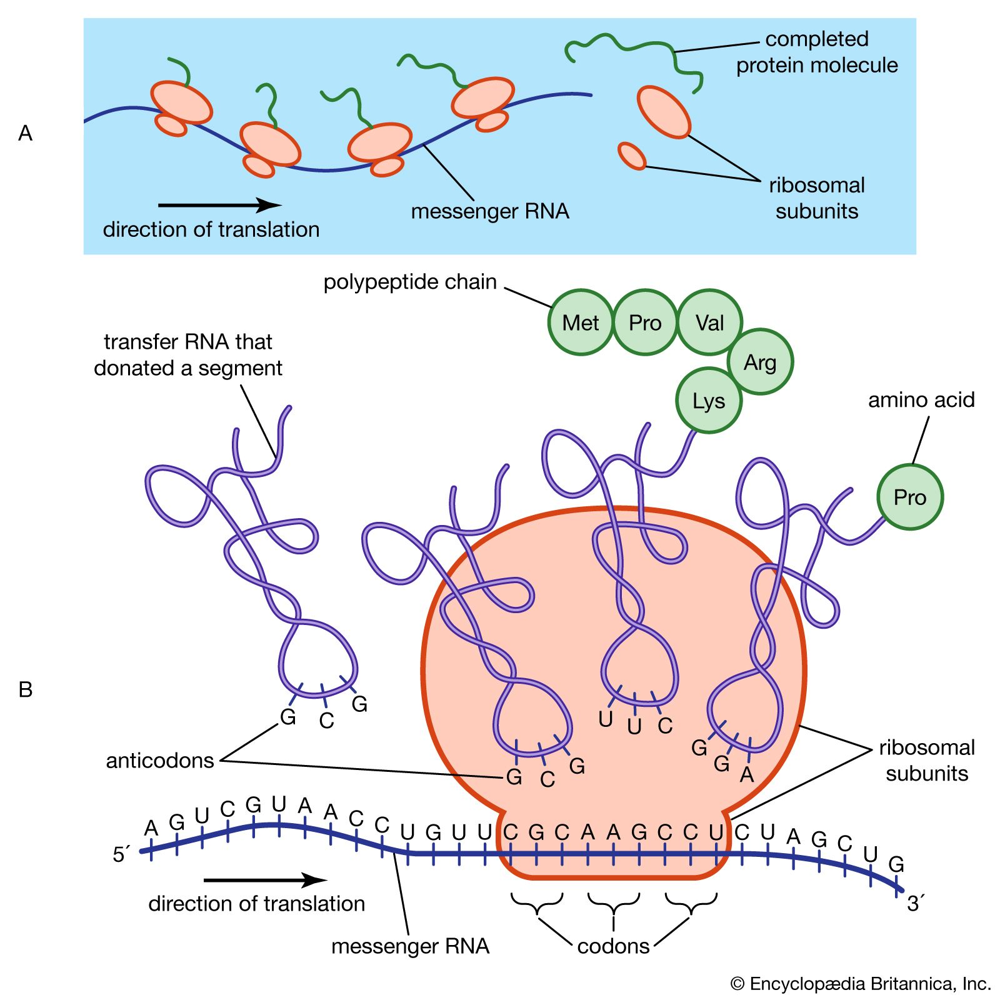 completed
protein molecule
A
ribosomal
subunits
messenger RNA
direction of translation
polypeptide chain
Met Pro Val
Arg
Lys
transfer RNA that
donated a segment
amino acid
Pro
B
G C G
U U C
G G A
anticodons
G C G
ribosomal
subunits
5´ A G U C G U A A C C U G U U C G C A A G C C U C U A G C U G 3´
direction of translation
messenger RNA
codons
© Encyclopædia Britannica, Inc.